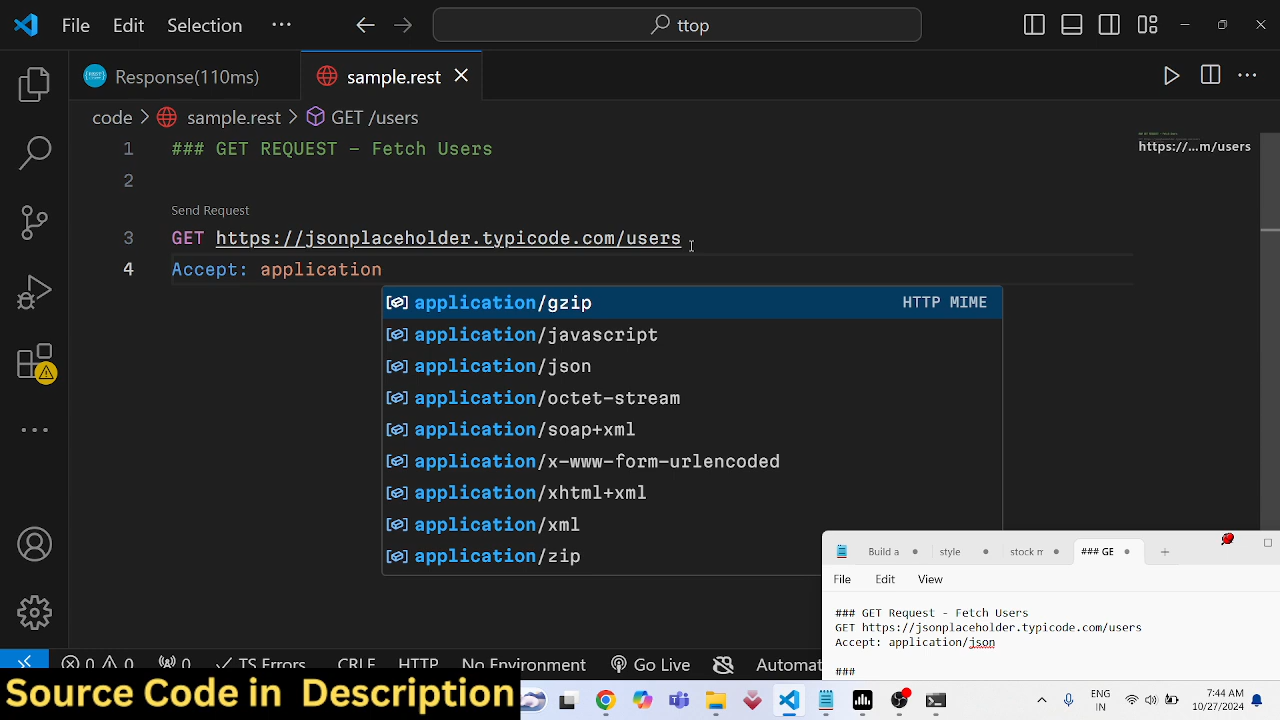 File Edit Selection ··· ttop
Response(110ms) sample.rest
code > sample.rest > GET /users
1 ### GET REQUEST - Fetch Users
2
Send Request
3 GET https://jsonplaceholder.typicode.com/users
4 Accept: application
https://...m/users
application/gzip HTTP MIME
application/javascript
application/json
application/octet-stream
application/soap+xml
application/x-www-form-urlencoded
application/xhtml+xml
application/xml
application/zip
Build a style stock m ### GE
File Edit View
### GET Request - Fetch Users
GET https://jsonplaceholder.typicode.com/users
Accept: application/json
###
0 0 0 TS Errors CRLF HTTP No Environment Go Live Automat
Source Code in Description
ENG IN 7:44 AM 10/27/2024